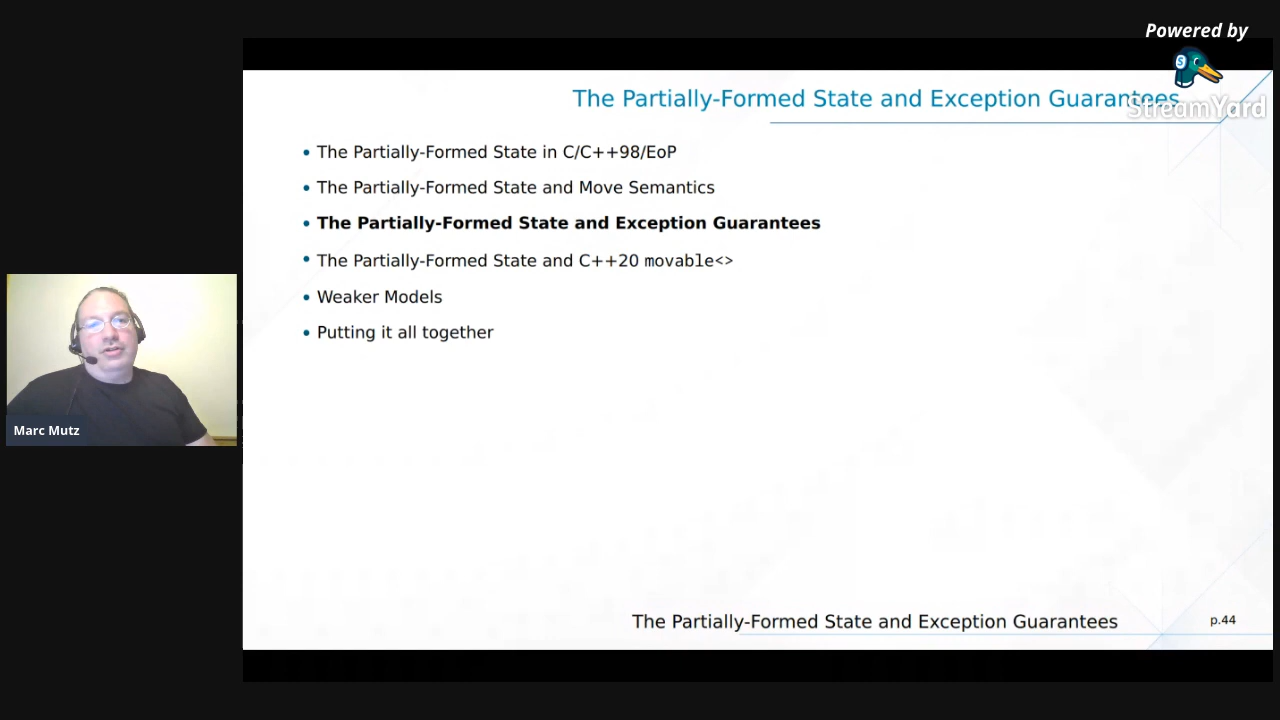 Powered by
StreamYard
The Partially-Formed State and Exception Guarantees
• The Partially-Formed State in C/C++98/EoP
• The Partially-Formed State and Move Semantics
• The Partially-Formed State and Exception Guarantees
• The Partially-Formed State and C++20 movable<>
• Weaker Models
• Putting it all together
Marc Mutz
The Partially-Formed State and Exception Guarantees
p.44